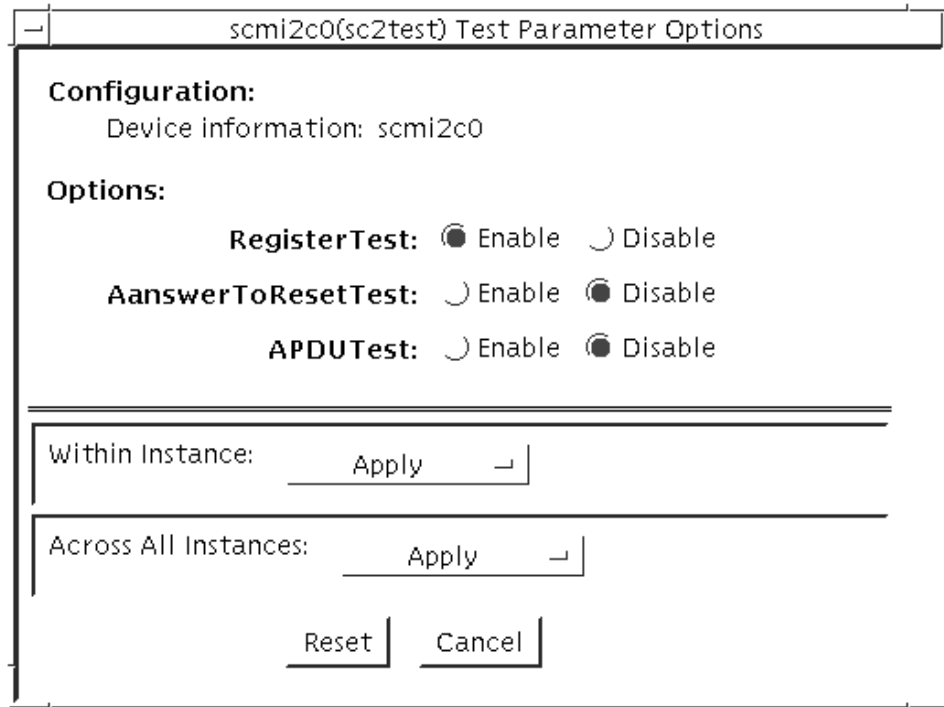 scmi2c0(sc2test) Test Parameter Options
Configuration:
Device information: scmi2c0
Options:
RegisterTest: Enable Disable
AanswerToResetTest: Enable Disable
APDUTest: Enable Disable
Within Instance: Apply
Across All Instances: Apply
Reset Cancel